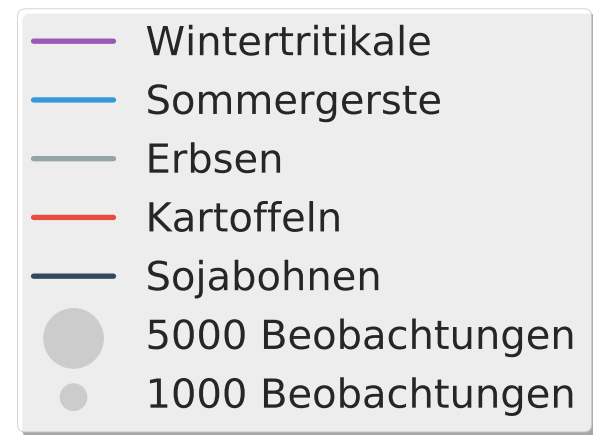 Wintertritikale
Sommergerste
Erbsen
Kartoffeln
Sojabohnen
5000 Beobachtungen
1000 Beobachtungen